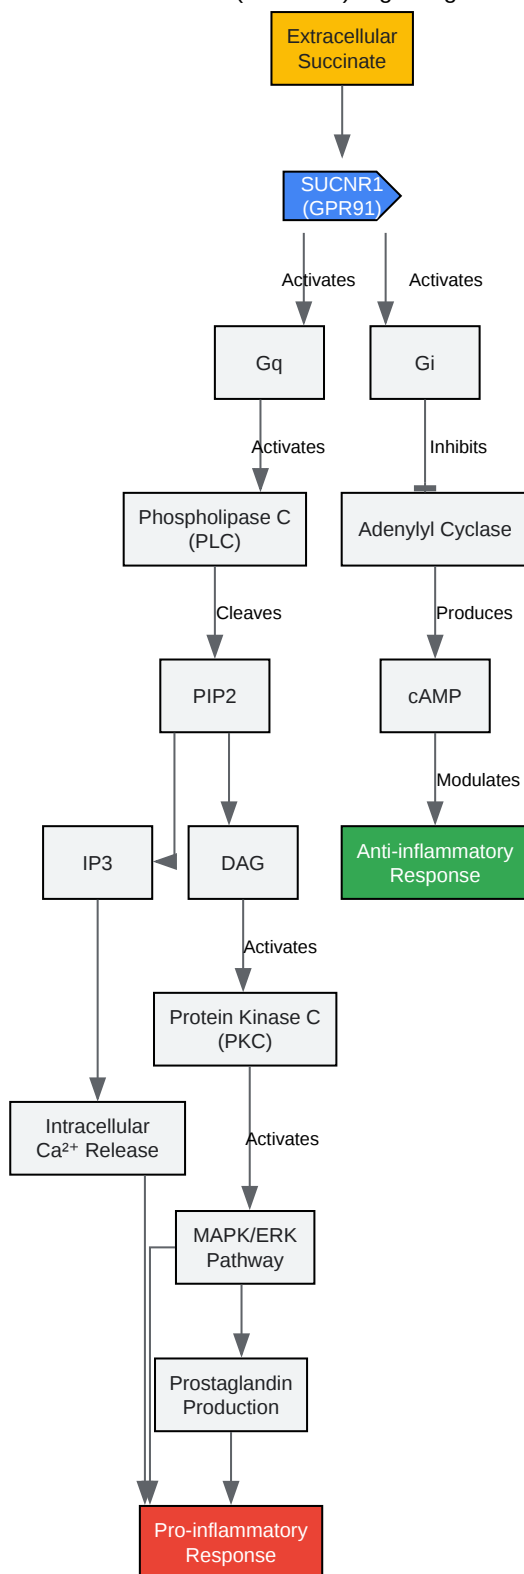 Extracellular
Succinate
SUCNR1
(GPR91)
Activates
Activates
Gq
Gi
Activates
Inhibits
Phospholipase C
(PLC)
Adenylyl Cyclase
Cleaves
Produces
PIP2
cAMP
Modulates
IP3
DAG
Anti-inflammatory
Response
Activates
Protein Kinase C
(PKC)
Intracellular
Ca²⁺ Release
Activates
MAPK/ERK
Pathway
Prostaglandin
Production
Pro-inflammatory
Response